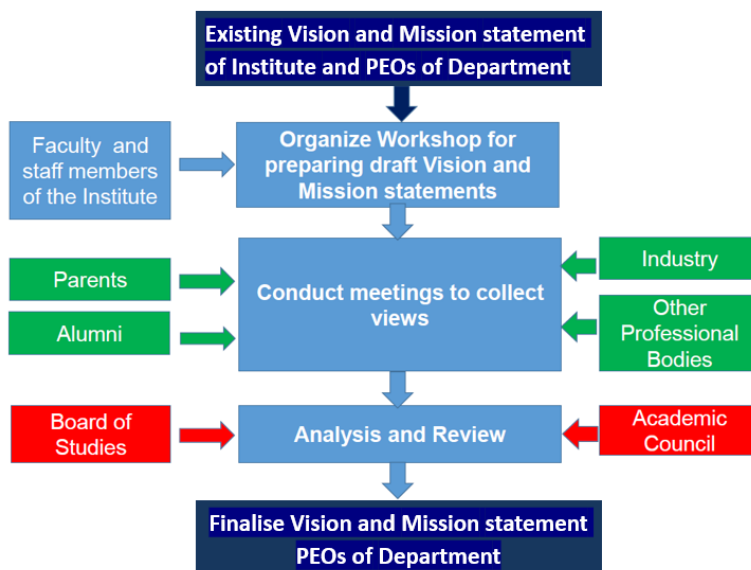 Existing Vision and Mission statement
of Institute and PEOs of Department
Faculty and
staff members
of the Institute
Organize Workshop for
preparing draft Vision and
Mission statements
Parents
Alumni
Conduct meetings to collect
views
Industry
Other
Professional
Bodies
Board of
Studies
Analysis and Review
Academic
Council
Finalise Vision and Mission statement
PEOs of Department